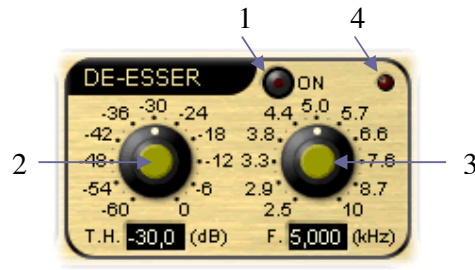 1 4
DE-ESSER ON
-36 -30 -24 4.4 5.0 5.7
-42 -18 3.8 6.6
2 -48 -12 3.3 7.6 3
-54 -6 2.9 8.7
-60 0 2.5 10
T.H. -30,0 (dB) F. 5,000 (kHz)